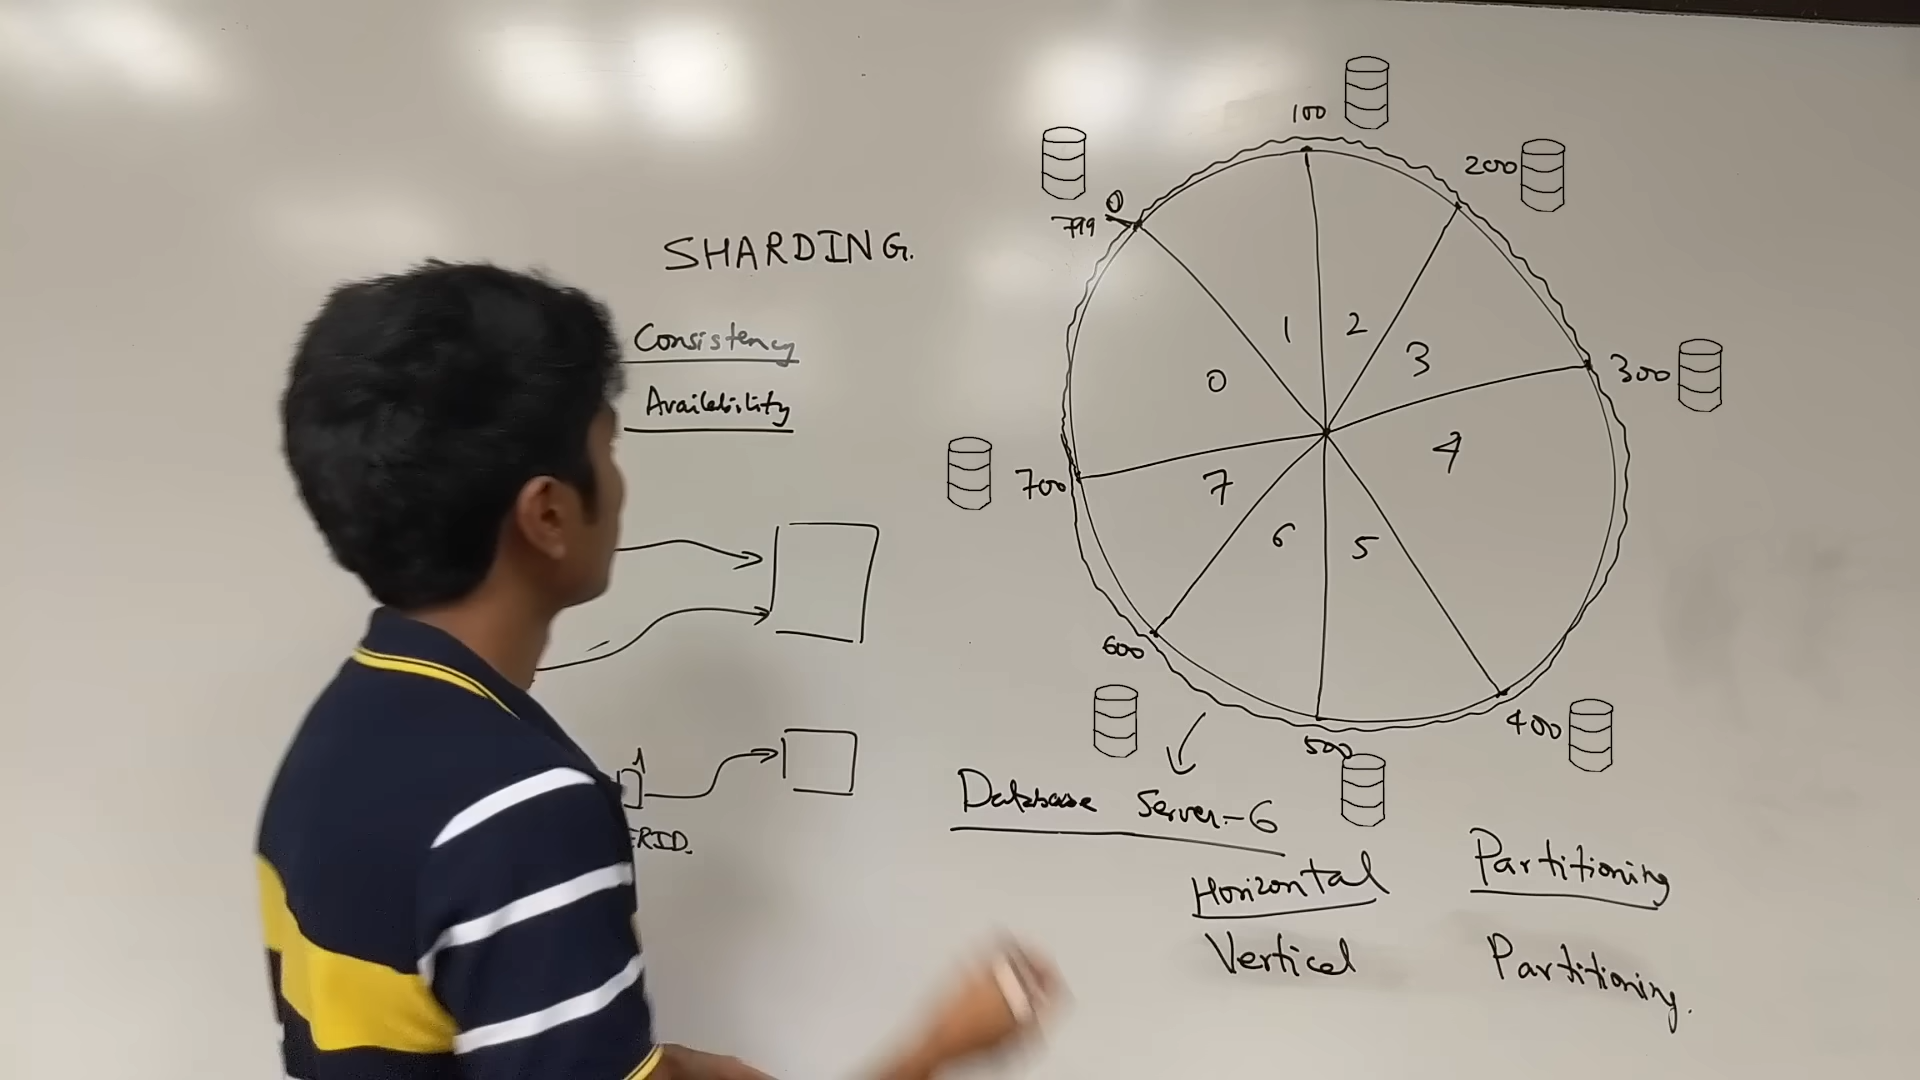 SHARDING.
Consistency
Availability
ERID.
100
200
0
799
1
2
3
300
0
4
700
7
6
5
600
400
500
Database Server-6
Horizontal Partitioning
Vertical Partitioning.